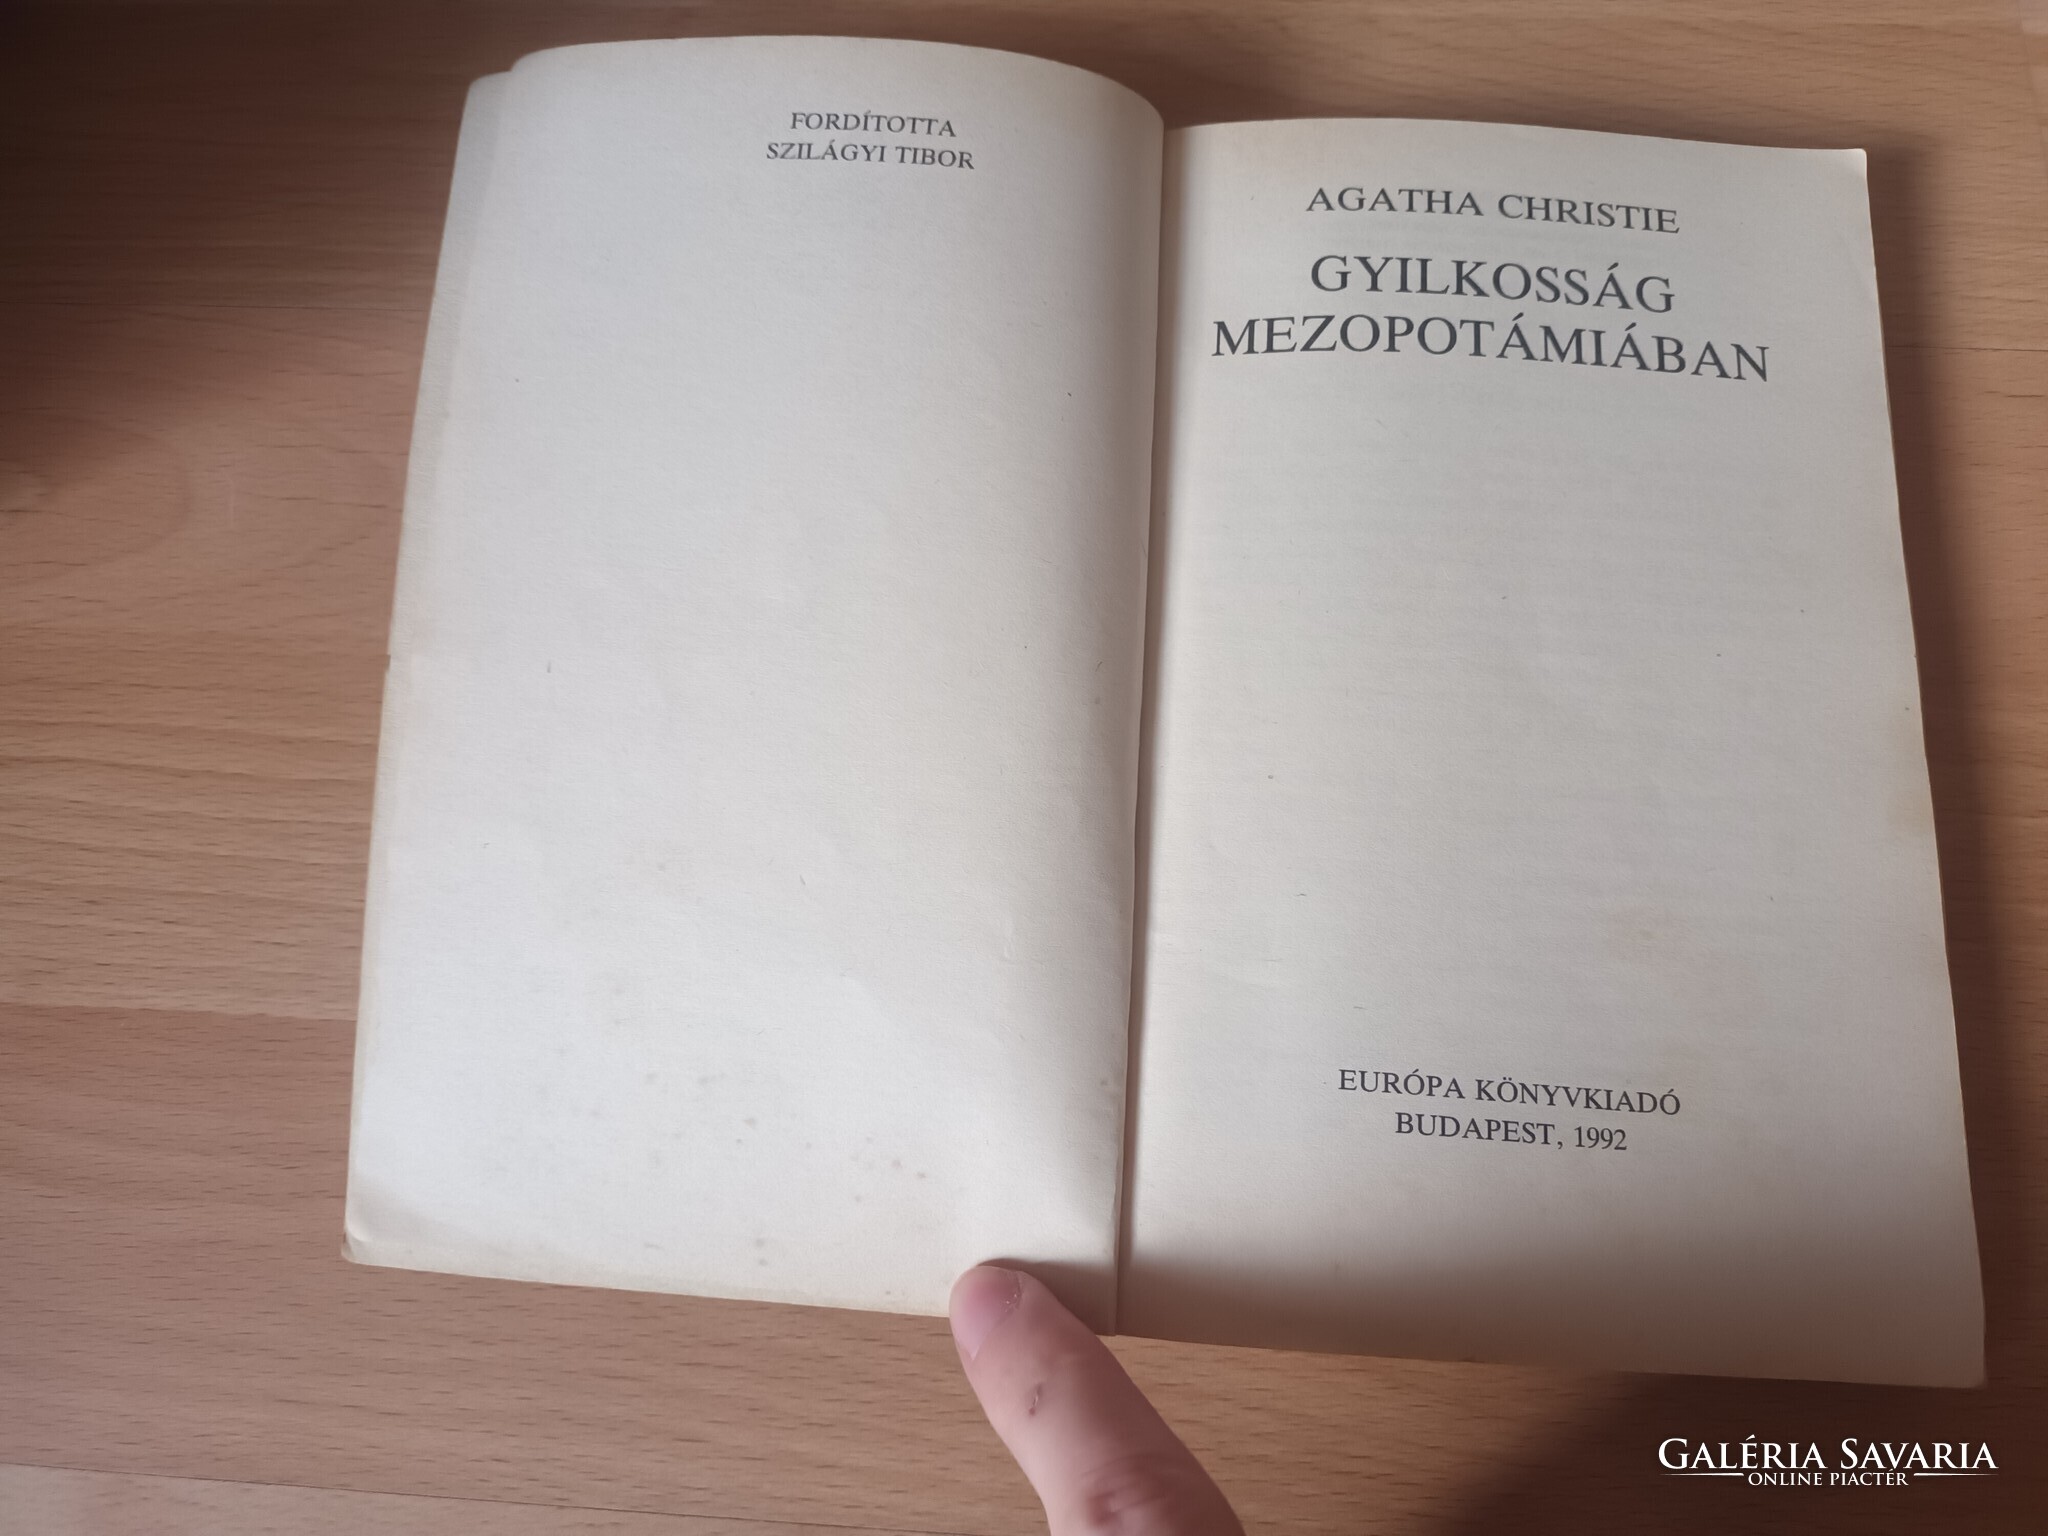 FORDÍTOTTA
SZILÁGYI TIBOR
AGATHA CHRISTIE
GYILKOSSÁG
MEZOPOTÁMIÁBAN
EURÓPA KÖNYVKIADÓ
BUDAPEST, 1992
GALÉRIA SAVARIA
ONLINE PIACTÉR